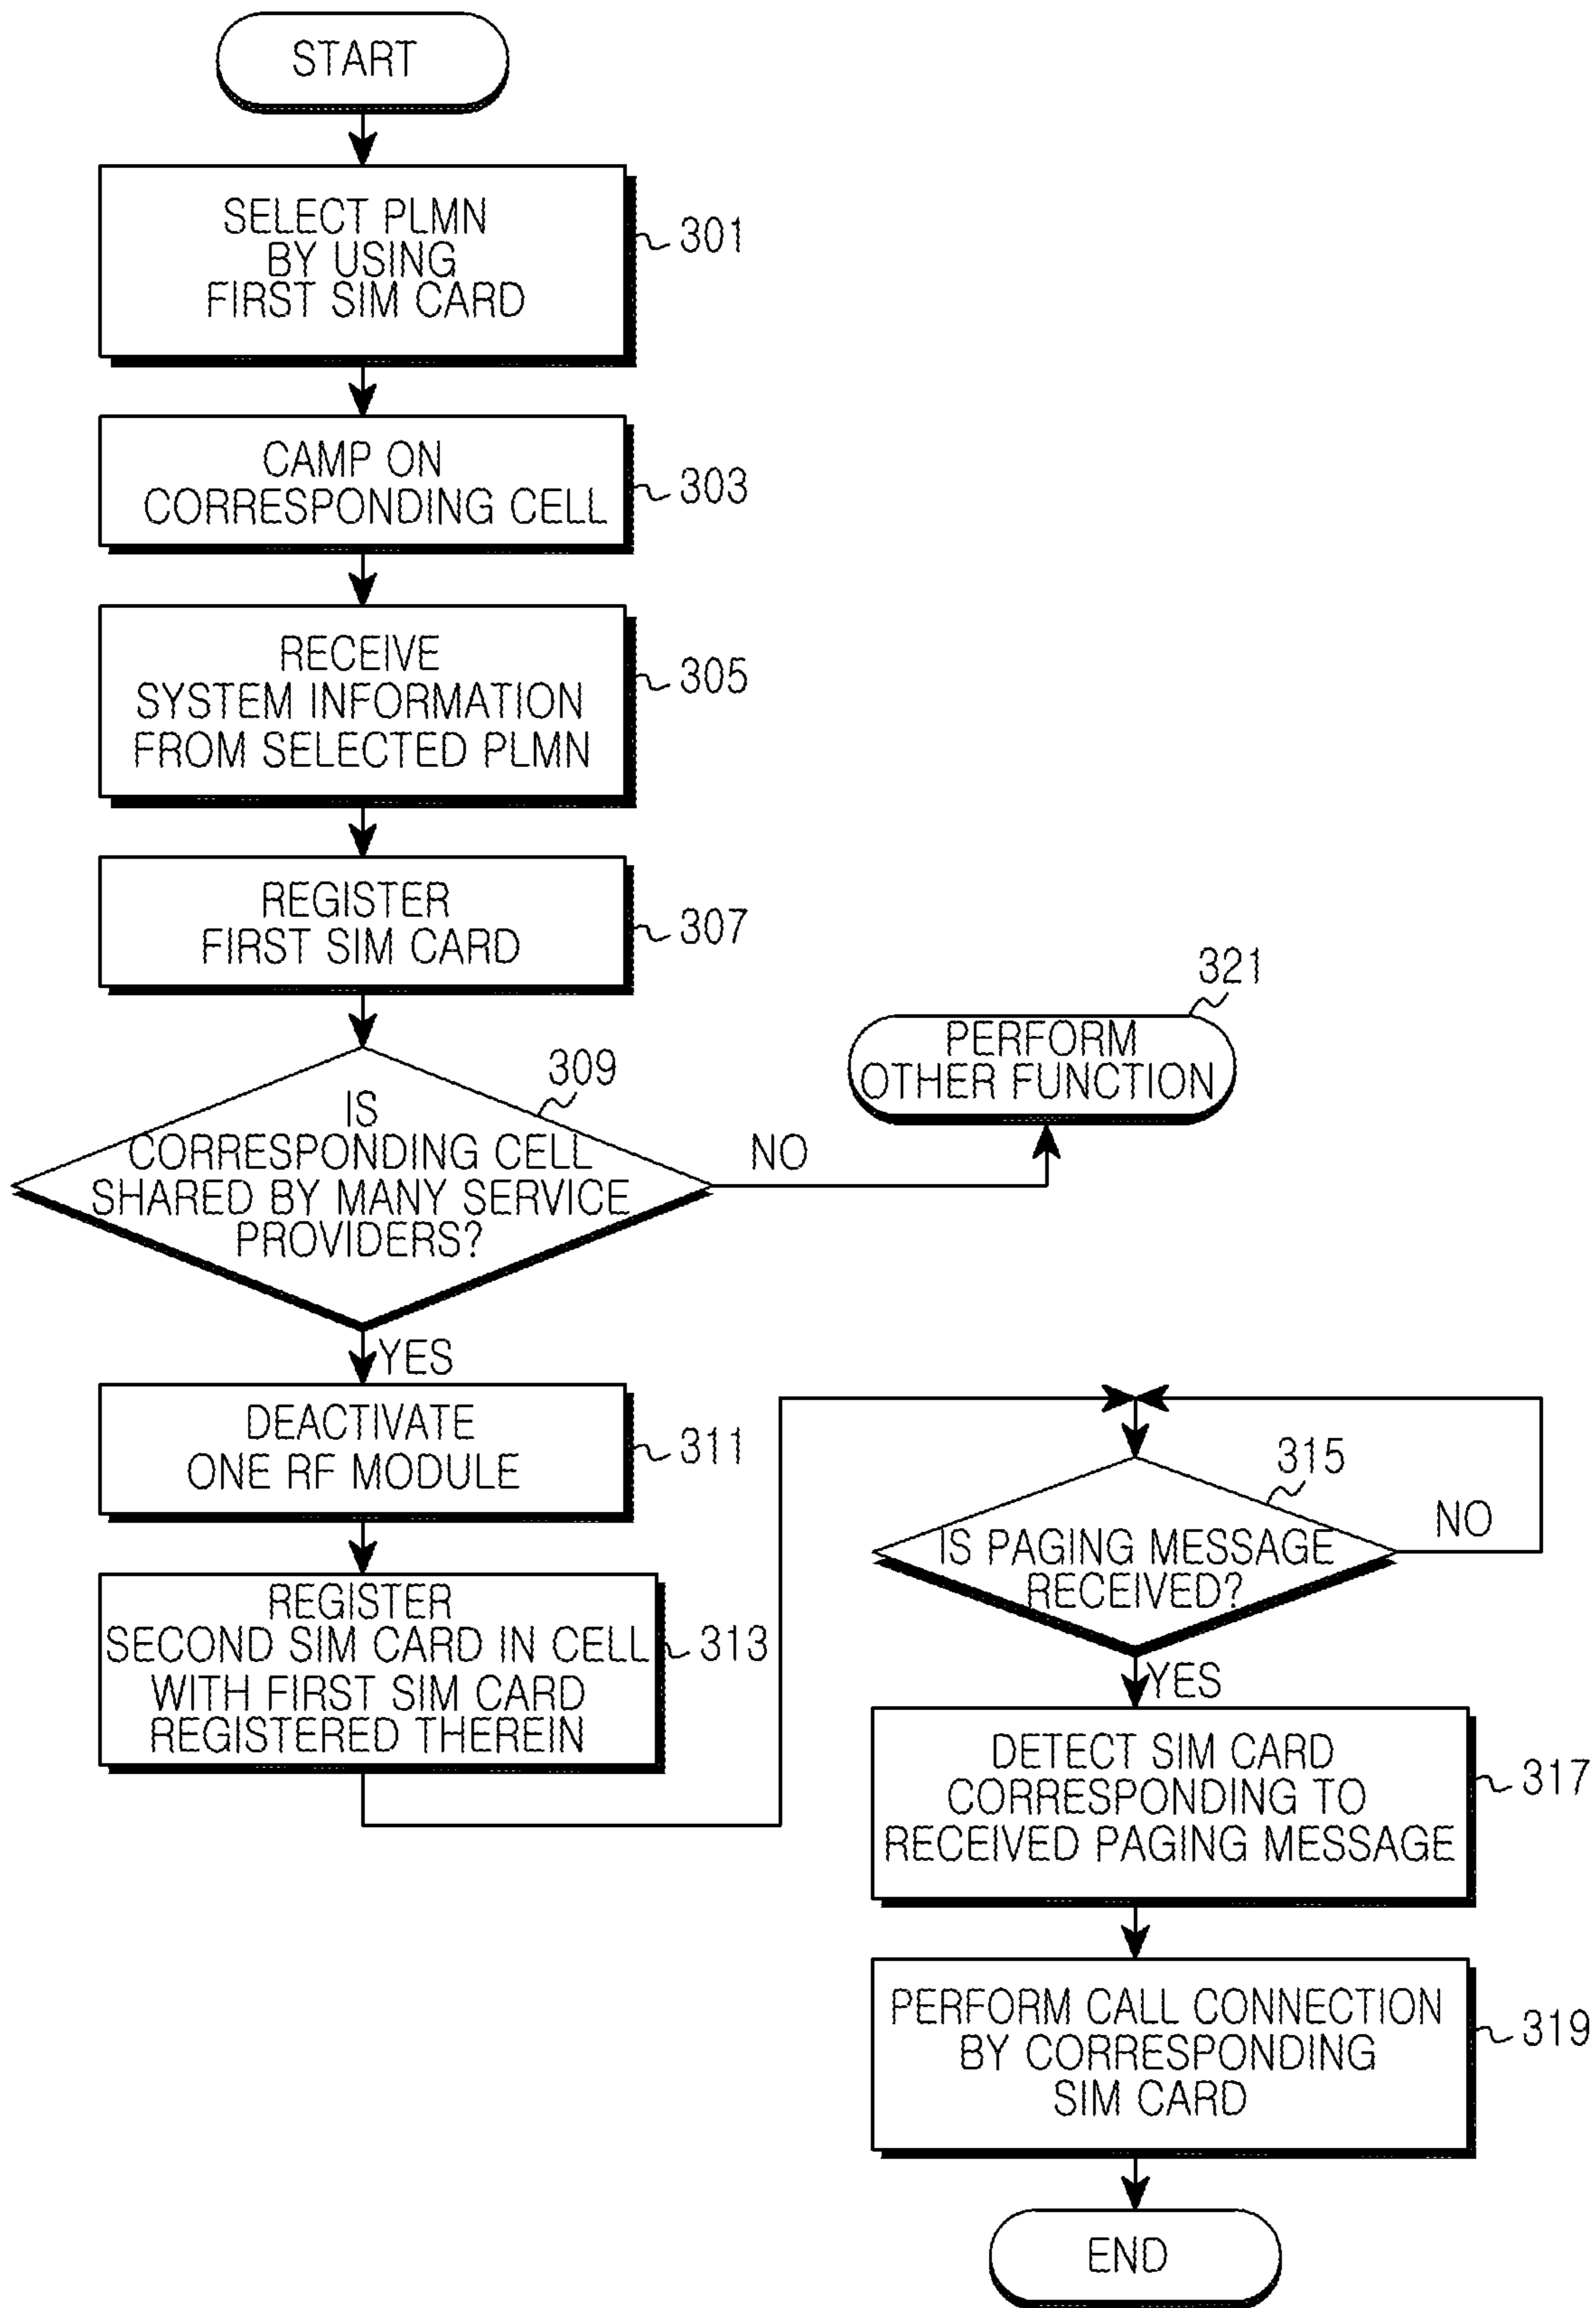 START
SELECT PLMN
BY USING
FIRST SIM CARD
301
CAMP ON
CORRESPONDING CELL
303
RECEIVE
SYSTEM INFORMATION
FROM SELECTED PLMN
305
REGISTER
FIRST SIM CARD
307
309
IS
CORRESPONDING CELL
SHARED BY MANY SERVICE
PROVIDERS?
NO
321
PERFORM
OTHER FUNCTION
YES
DEACTIVATE
ONE RF MODULE
311
REGISTER
SECOND SIM CARD IN CELL
WITH FIRST SIM CARD
REGISTERED THEREIN
313
315
IS PAGING MESSAGE
RECEIVED?
NO
YES
DETECT SIM CARD
CORRESPONDING TO
RECEIVED PAGING MESSAGE
317
PERFORM CALL CONNECTION
BY CORRESPONDING
SIM CARD
319
END